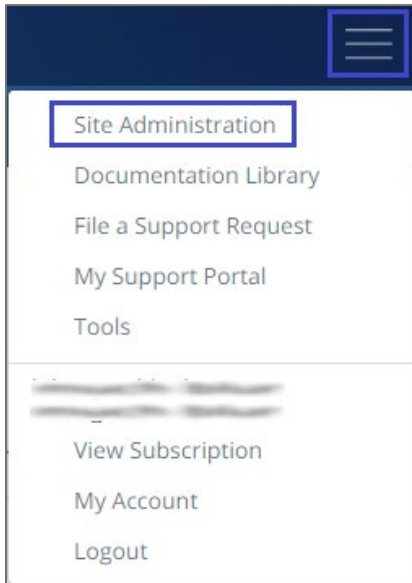 Site Administration
Documentation Library
File a Support Request
My Support Portal
Tools
View Subscription
My Account
Logout